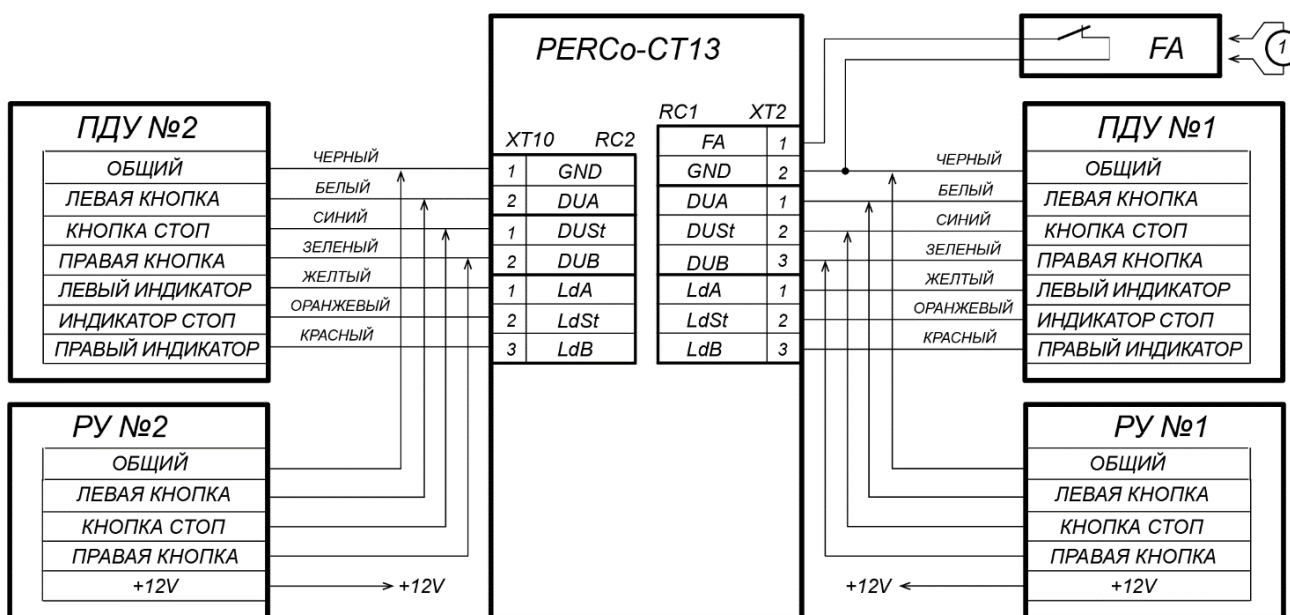 PERCo-CT13
FA
1
ПДУ №2
ОБЩИЙ
ЛЕВАЯ КНОПКА
КНОПКА СТОП
ПРАВАЯ КНОПКА
ЛЕВЫЙ ИНДИКАТОР
ИНДИКАТОР СТОП
ПРАВЫЙ ИНДИКАТОР
ЧЕРНЫЙ
БЕЛЫЙ
СИНИЙ
ЗЕЛЕНЫЙ
ЖЕЛТЫЙ
ОРАНЖЕВЫЙ
КРАСНЫЙ
XT10 RC2
1 GND
2 DUA
1 DUSt
2 DUB
1 LdA
2 LdSt
3 LdB
RC1 XT2
FA 1
GND 2
DUA 1
DUSt 2
DUB 3
LdA 1
LdSt 2
LdB 3
ЧЕРНЫЙ
БЕЛЫЙ
СИНИЙ
ЗЕЛЕНЫЙ
ЖЕЛТЫЙ
ОРАНЖЕВЫЙ
КРАСНЫЙ
ПДУ №1
ОБЩИЙ
ЛЕВАЯ КНОПКА
КНОПКА СТОП
ПРАВАЯ КНОПКА
ЛЕВЫЙ ИНДИКАТОР
ИНДИКАТОР СТОП
ПРАВЫЙ ИНДИКАТОР
РУ №2
ОБЩИЙ
ЛЕВАЯ КНОПКА
КНОПКА СТОП
ПРАВАЯ КНОПКА
+12V
+12V
РУ №1
ОБЩИЙ
ЛЕВАЯ КНОПКА
КНОПКА СТОП
ПРАВАЯ КНОПКА
+12V
+12V